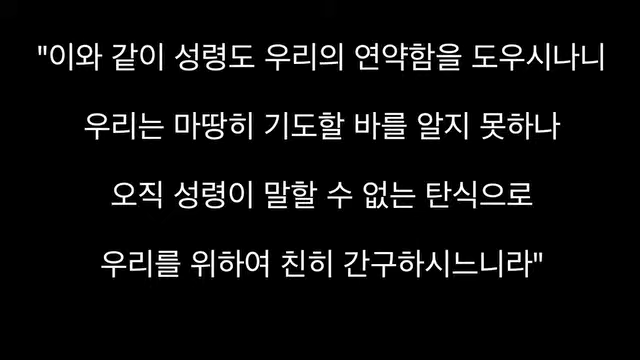 "이와 같이 성령도 우리의 연약함을 도우시나니
우리는 마땅히 기도할 바를 알지 못하나
오직 성령이 말할 수 없는 탄식으로
우리를 위하여 친히 간구하시느니라"